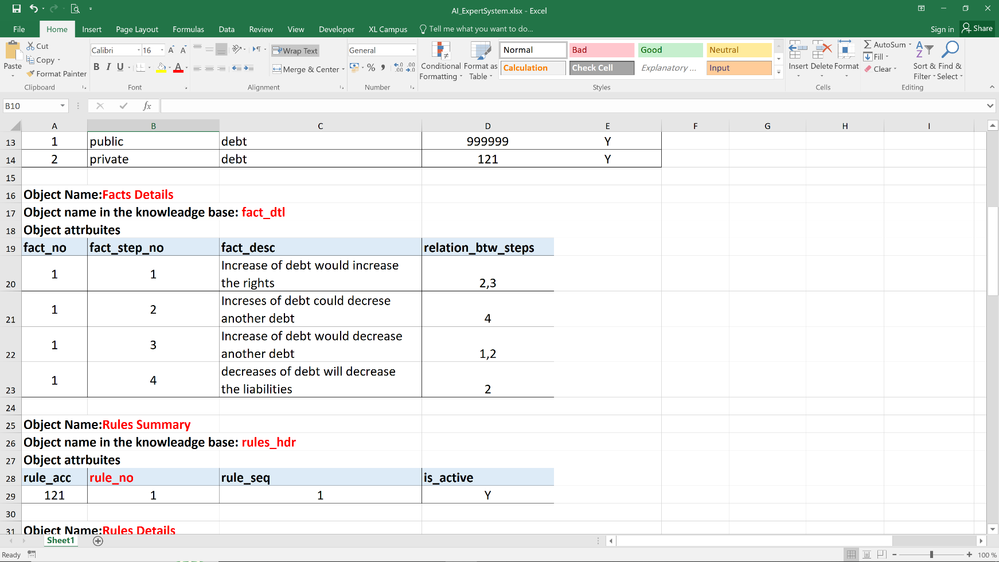 AI_ExpertSystem.xlsx - Excel
File Home Insert Page Layout Formulas Data Review View Developer XL Campus Tell me what you want to do... Sign in Share
Paste
Cut
Copy
Format Painter
Clipboard
Calibri 16 A A
B I U A
Font
Wrap Text
Merge & Center
Alignment
General
% , .00 .00
Number
Conditional Formatting
Format as Table
Normal Bad Good Neutral
Calculation Check Cell Explanatory ... Input
Styles
Insert Delete Format
Cells
AutoSum
Fill
Clear
Sort & Filter
Find & Select
Editing
B10 fx
A B C D E F G H I
13 1 public debt 999999 Y
14 2 private debt 121 Y
15
16 Object Name:Facts Details
17 Object name in the knowleadge base: fact_dtl
18 Object attrbuites
19 fact_no fact_step_no fact_desc relation_btw_steps
Increase of debt would increase
20 1 1 the rights 2,3
Increses of debt could decrese
21 1 2 another debt 4
Increase of debt would decrease
22 1 3 another debt 1,2
decreases of debt will decrease
23 1 4 the liabilities 2
24
25 Object Name:Rules Summary
26 Object name in the knowleadge base: rules_hdr
27 Object attrbuites
28 rule_acc rule_no rule_seq is_active
29 121 1 1 Y
30
31 Object Name:Rules Details
Sheet1
Ready 100 %